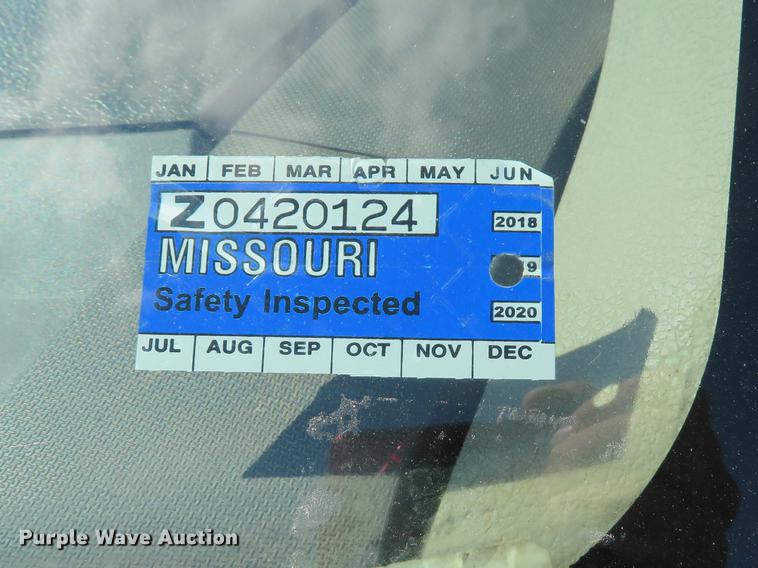 JAN FEB MAR APR MAY JUN
Z0420124
2018
MISSOURI
9
Safety Inspected
2020
JUL AUG SEP OCT NOV DEC
Purple Wave Auction